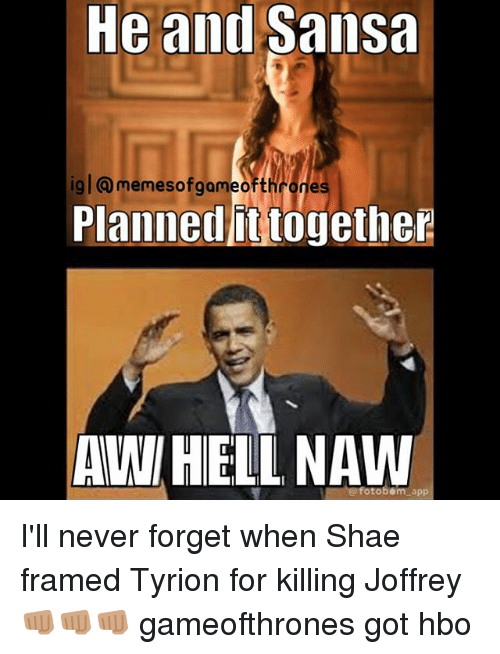 He and Sansa
ig|@memesofgameofthrones
Planned it together
AW HELL NAW
@fotobom_app
I'll never forget when Shae
framed Tyrion for killing Joffrey
👊🏽👊🏽👊🏽 gameofthrones got hbo